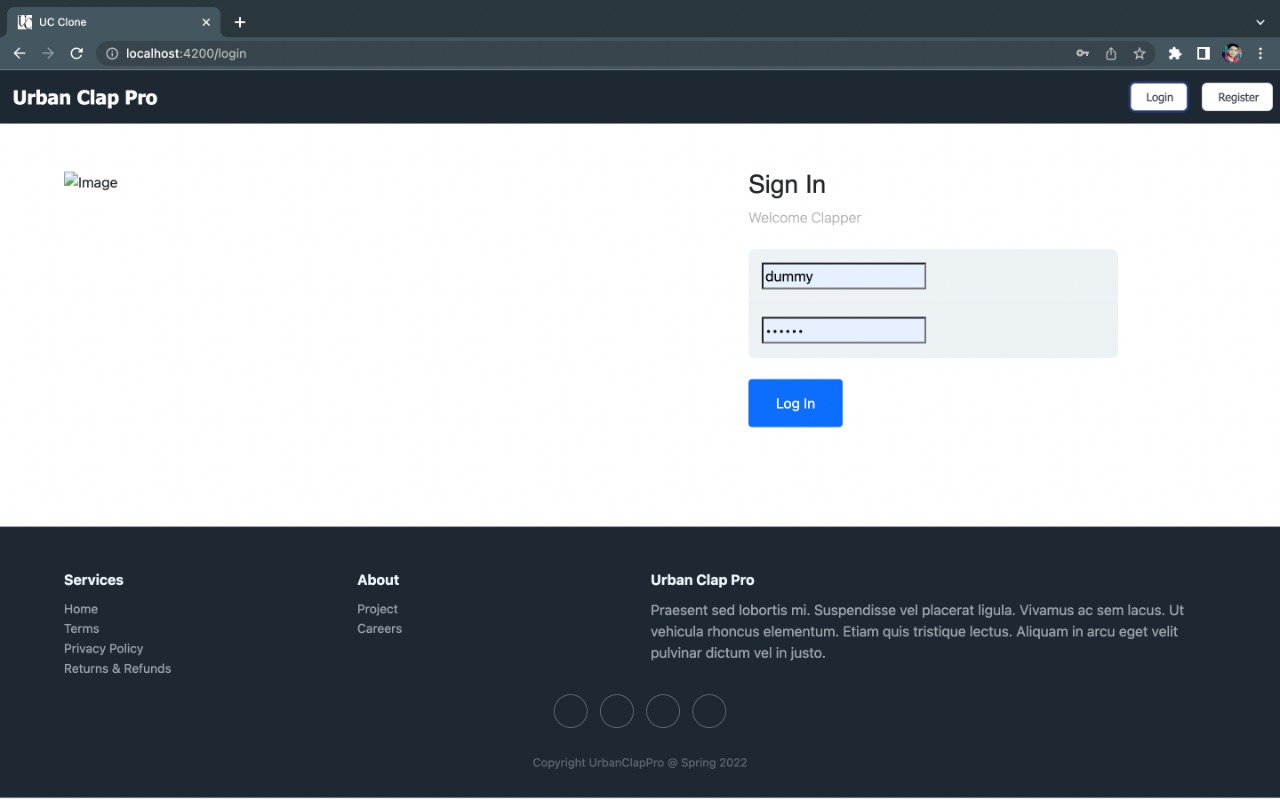 UC Clone
localhost:4200/login
Urban Clap Pro
Login
Register
Image
Sign In
Welcome Clapper
dummy
••••••
Log In
Services
Home
Terms
Privacy Policy
Returns & Refunds
About
Project
Careers
Urban Clap Pro
Praesent sed lobortis mi. Suspendisse vel placerat ligula. Vivamus ac sem lacus. Ut
vehicula rhoncus elementum. Etiam quis tristique lectus. Aliquam in arcu eget velit
pulvinar dictum vel in justo.
Copyright UrbanClapPro @ Spring 2022